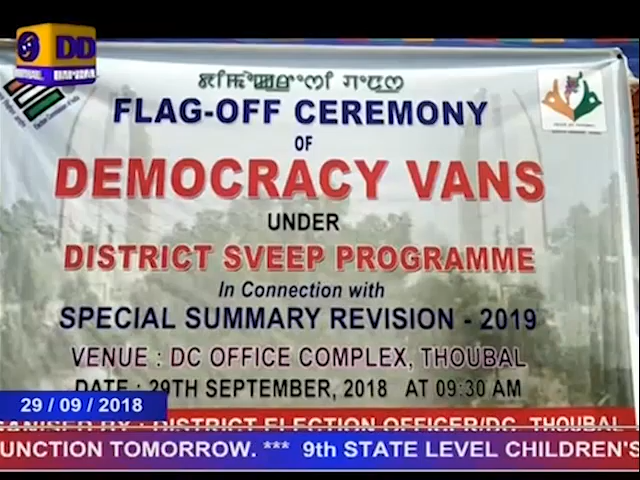 DD
FLAG-OFF CEREMONY
OF
DEMOCRACY VANS
UNDER
DISTRICT SVEEP PROGRAMME
In Connection with
SPECIAL SUMMARY REVISION - 2019
VENUE : DC OFFICE COMPLEX, THOUBAL
DATE : 29TH SEPTEMBER, 2018 AT 09:30 AM
BY : DISTRICT ELECTION OFFICER/DC, THOUBAL
29 / 09 / 2018
UNCTION TOMORROW. *** 9th STATE LEVEL CHILDREN'S